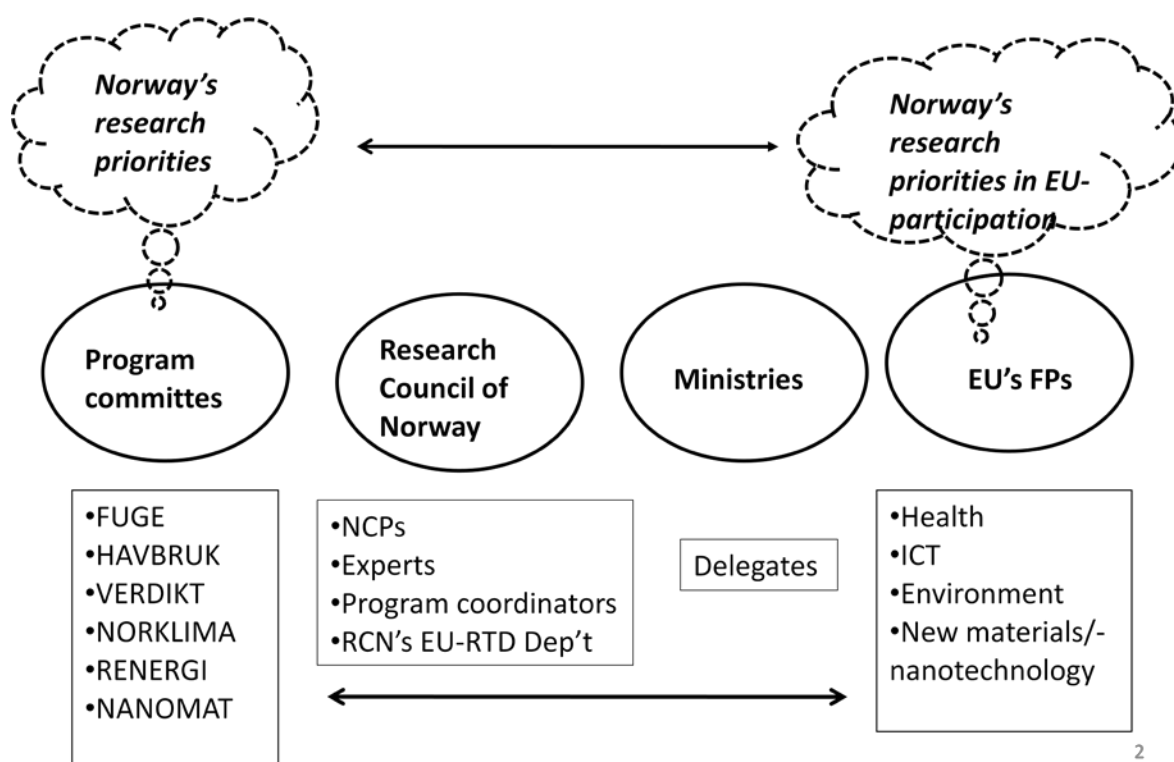 Norway’s
research
priorities
Norway’s
research
priorities in EU-
participation
Program
committes
Research
Council of
Norway
Ministries
EU’s FPs
•FUGE
•HAVBRUK
•VERDIKT
•NORKLIMA
•RENERGI
•NANOMAT
•NCPs
•Experts
•Program coordinators
•RCN’s EU-RTD Dep’t
Delegates
•Health
•ICT
•Environment
•New materials/-
nanotechnology
2